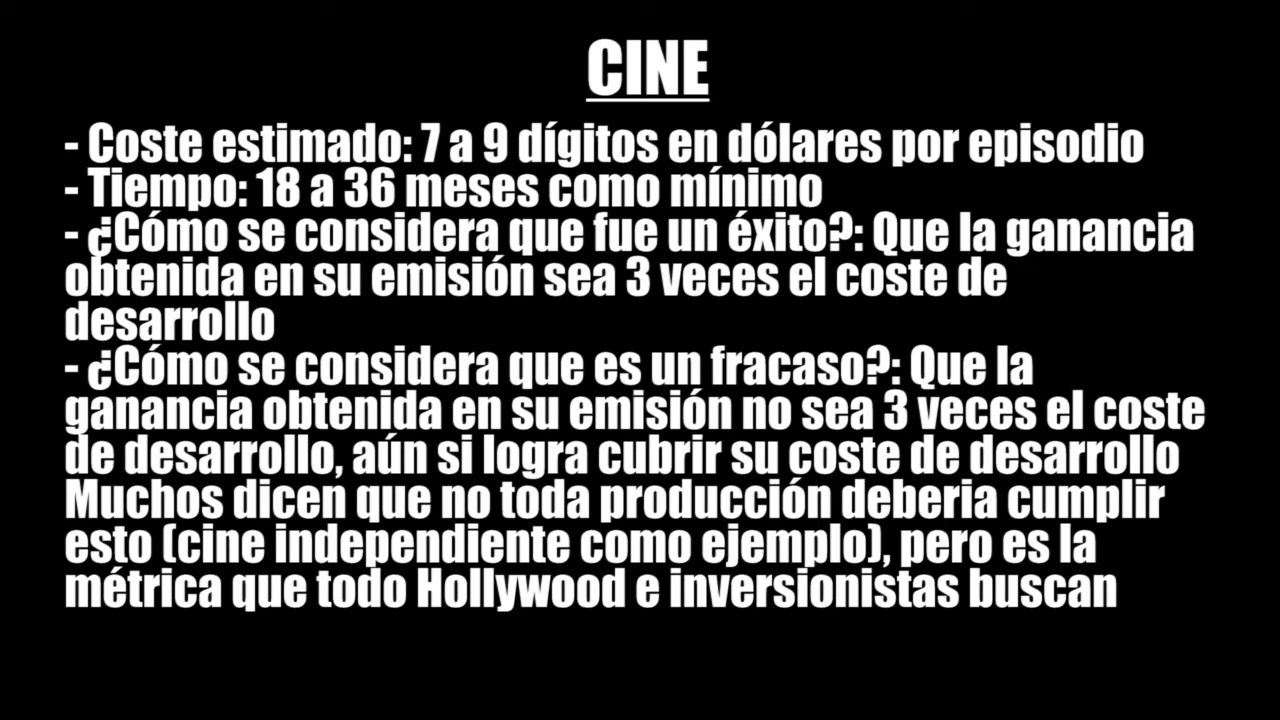 CINE
- Coste estimado: 7 a 9 dígitos en dólares por episodio
- Tiempo: 18 a 36 meses como mínimo
- ¿Cómo se considera que fue un éxito?: Que la ganancia
obtenida en su emisión sea 3 veces el coste de
desarrollo
- ¿Cómo se considera que es un fracaso?: Que la
ganancia obtenida en su emisión no sea 3 veces el coste
de desarrollo, aún si logra cubrir su coste de desarrollo
Muchos dicen que no toda producción deberia cumplir
esto (cine independiente como ejemplo), pero es la
métrica que todo Hollywood e inversionistas buscan